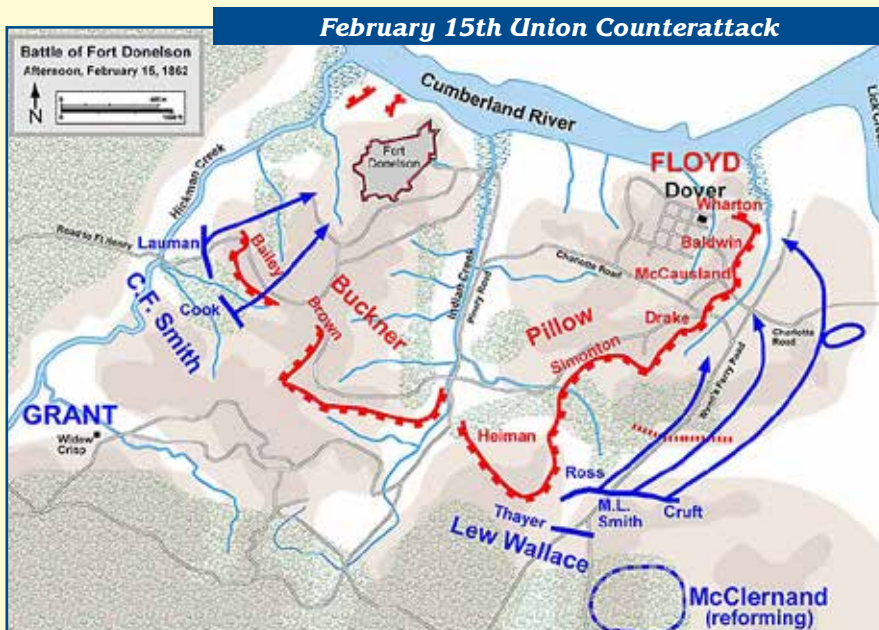 February 15th Union Counterattack
Battle of Fort Donelson
Afternoon, February 15, 1862
N
Cumberland River
Lick Creek
Hickman Creek
Fort
Donelson
FLOYD
Dover
Wharton
Road to Ft Henry
Lauman
Bailey
Baldwin
Charlotte Road
McCausland
Indian Creek
Ferry Road
C.F. Smith
Cook
Brown
Buckner
Pillow
Drake
Simonton
Charlotte
Road
Wynn's Ferry Road
GRANT
Widow
Crisp
Heiman
Ross
M.L.
Smith
Cruft
Thayer
Lew Wallace
McClernand
(reforming)